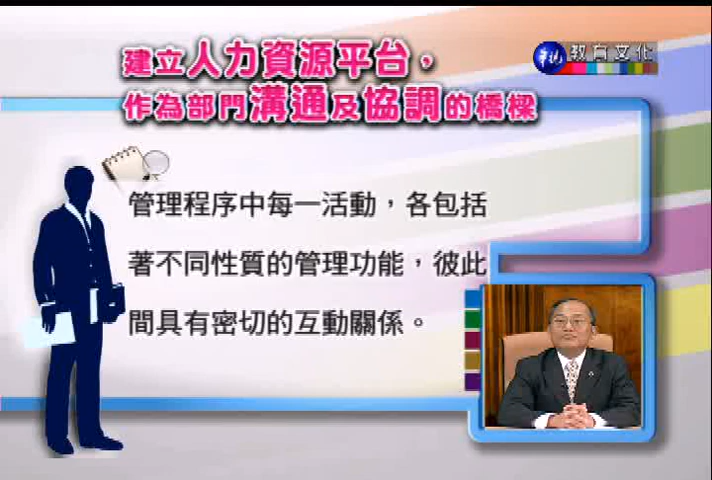 建立人力資源平台，
華視 教育文化
作為部門溝通及協調的橋樑
管理程序中每一活動，各包括
著不同性質的管理功能，彼此
間具有密切的互動關係。